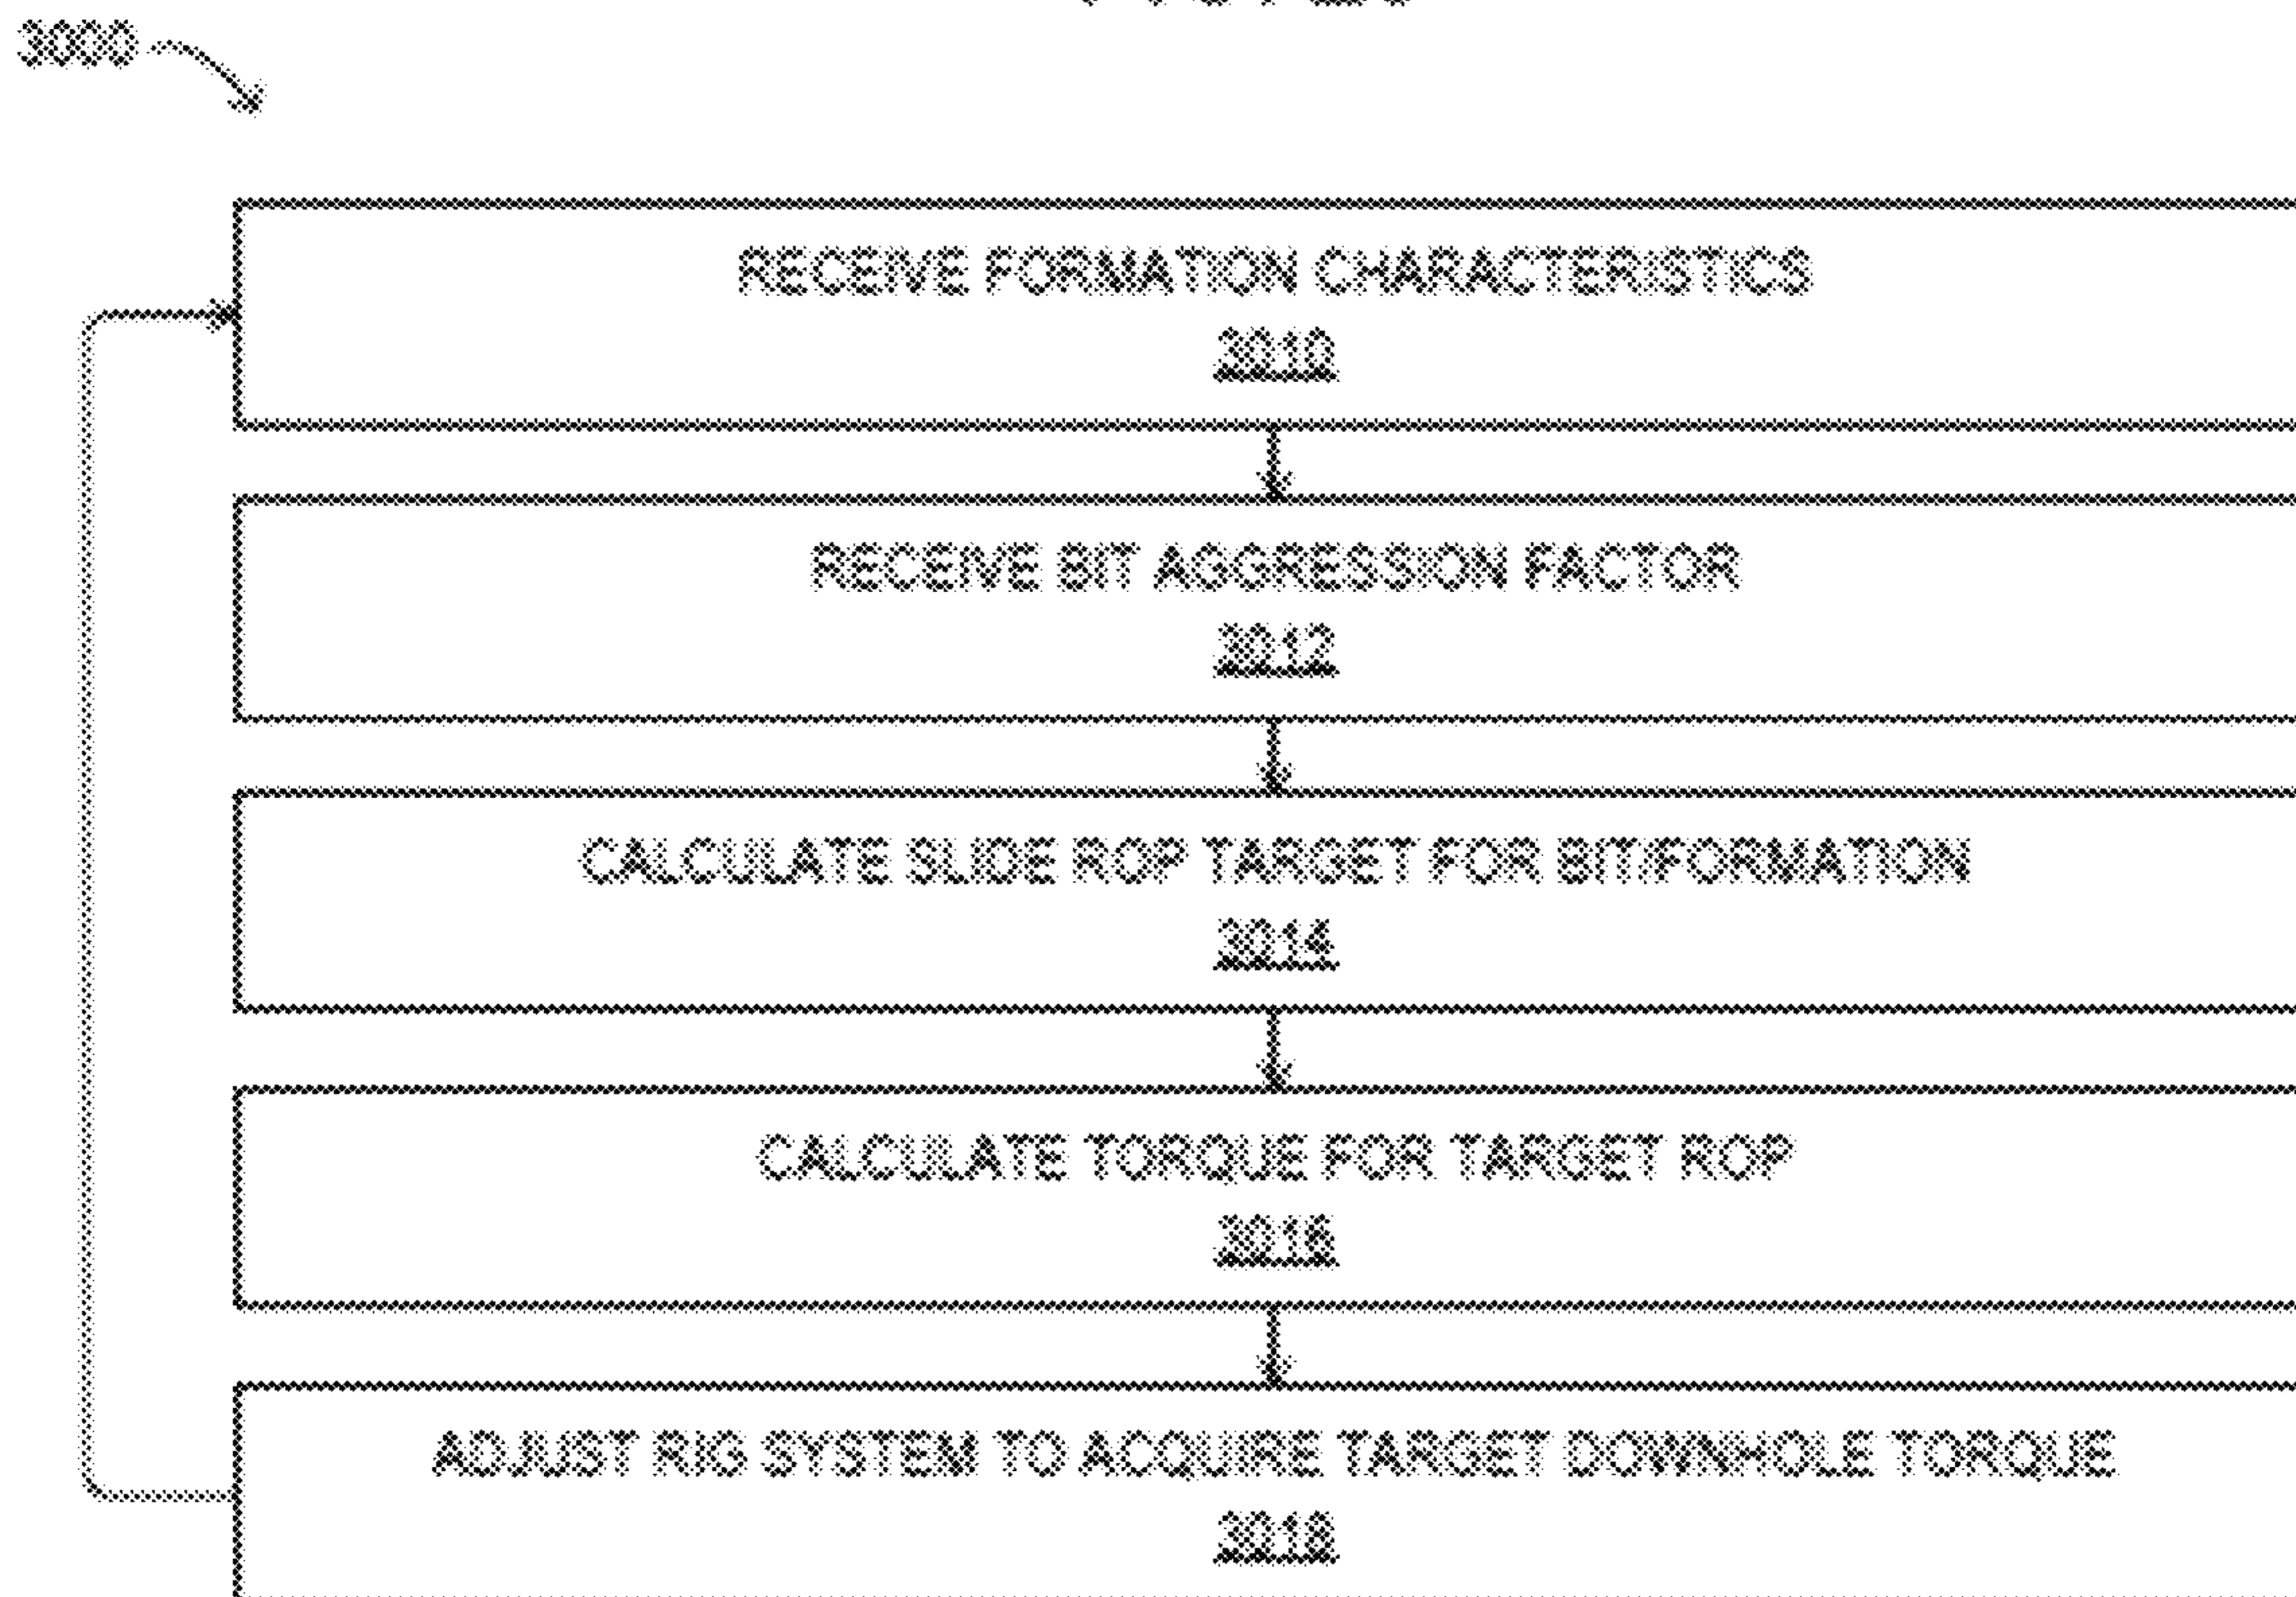 3000
RECEIVE FORMATION CHARACTERISTICS
3010
RECEIVE BIT AGGRESSION FACTOR
3012
CALCULATE SLIDE ROP TARGET FOR BIT/FORMATION
3014
CALCULATE TORQUE FOR TARGET ROP
3016
ADJUST RIG SYSTEM TO ACQUIRE TARGET DOWNHOLE TORQUE
3018